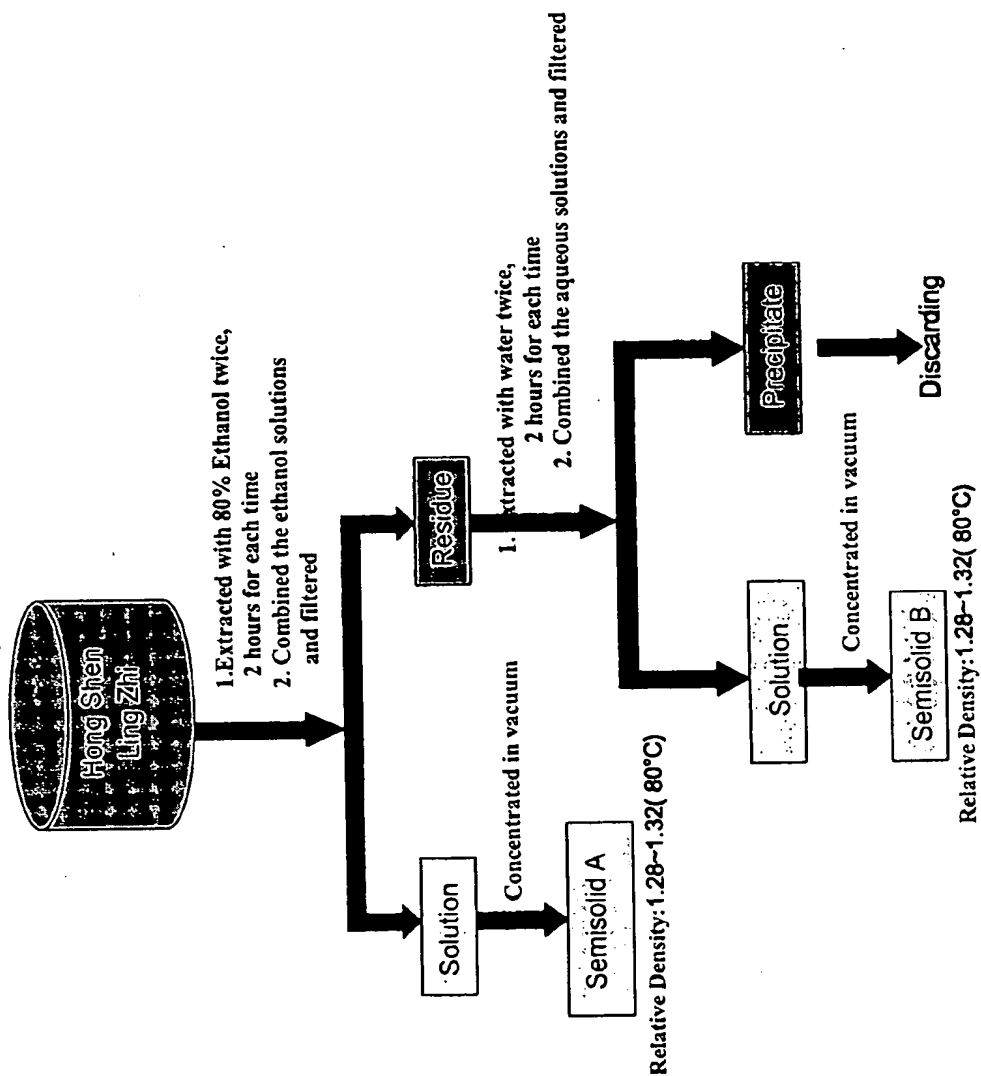 Hong Shen
Ling Zhi
1.Extracted with 80% Ethanol twice,
2 hours for each time
2. Combined the ethanol solutions
and filtered
Solution
Residue
Concentrated in vacuum
Semisolid A
Relative Density:1.28~1.32( 80°C)
1. xtracted with water twice,
2 hours for each time
2. Combined the aqueous solutions and filtered
Solution
Precipitate
Concentrated in vacuum
Discarding
Semisolid B
Relative Density:1.28~1.32( 80°C)